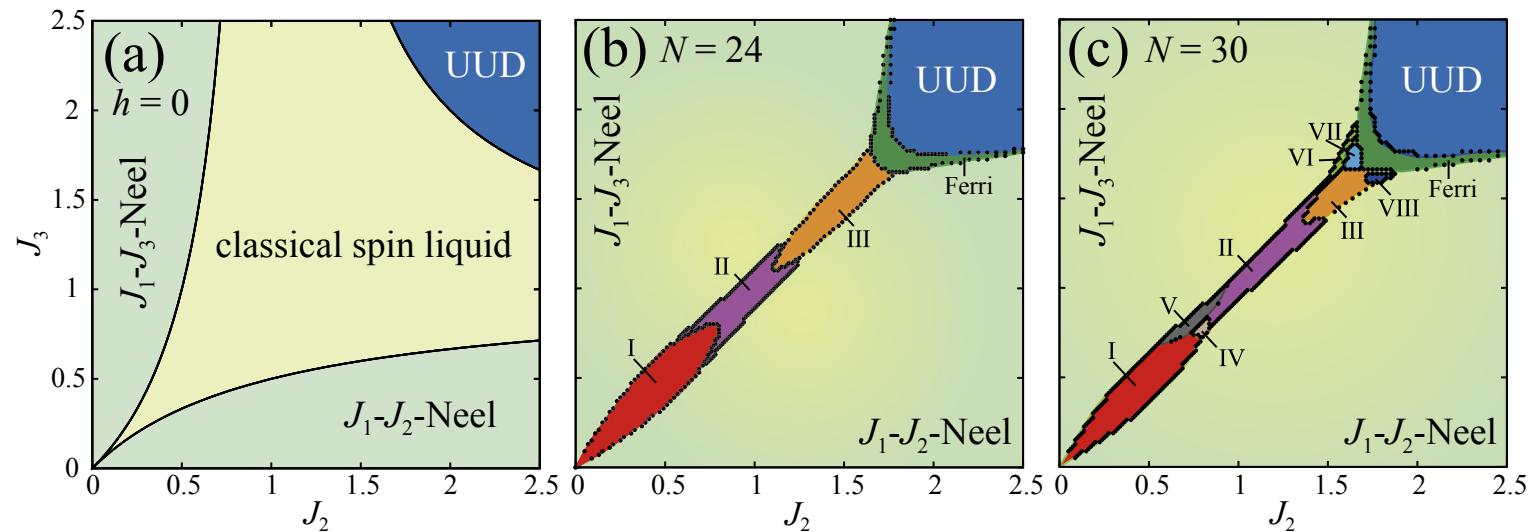 (a)
h = 0
UUD
J1-J3-Neel
classical spin liquid
J1-J2-Neel
J3
2.5
2
1.5
1
0.5
0
0 0.5 1 1.5 2 2.5
J2
(b) N = 24
UUD
J1-J3-Neel
Ferri
III
II
I
J1-J2-Neel
0 0.5 1 1.5 2 2.5
J2
(c) N = 30
UUD
J1-J3-Neel
VII
VI
Ferri
VIII
III
II
V
IV
I
J1-J2-Neel
0 0.5 1 1.5 2 2.5
J2